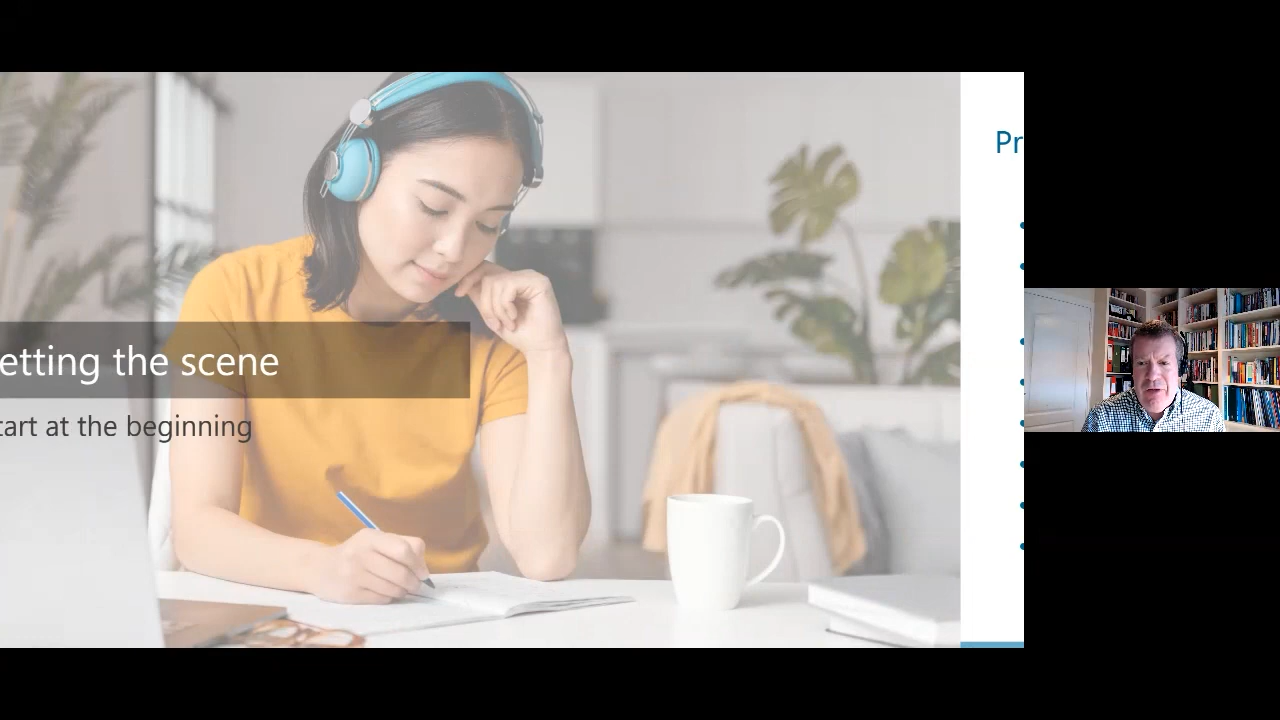 etting the scene
tart at the beginning
Pr